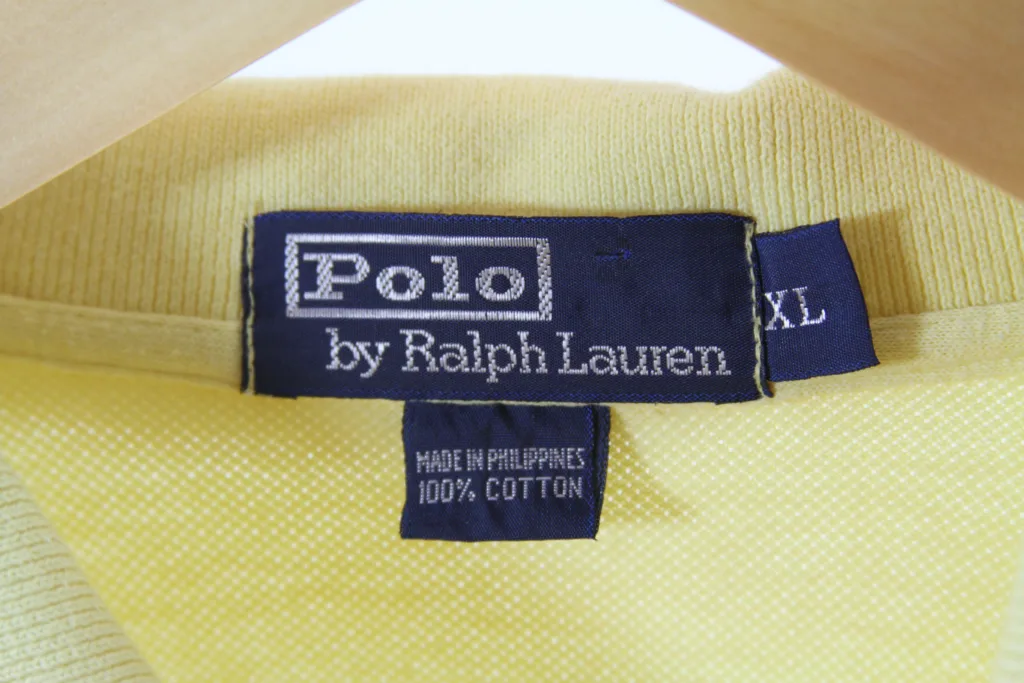 Polo
by Ralph Lauren
XL
MADE IN PHILIPPINES
100% COTTON